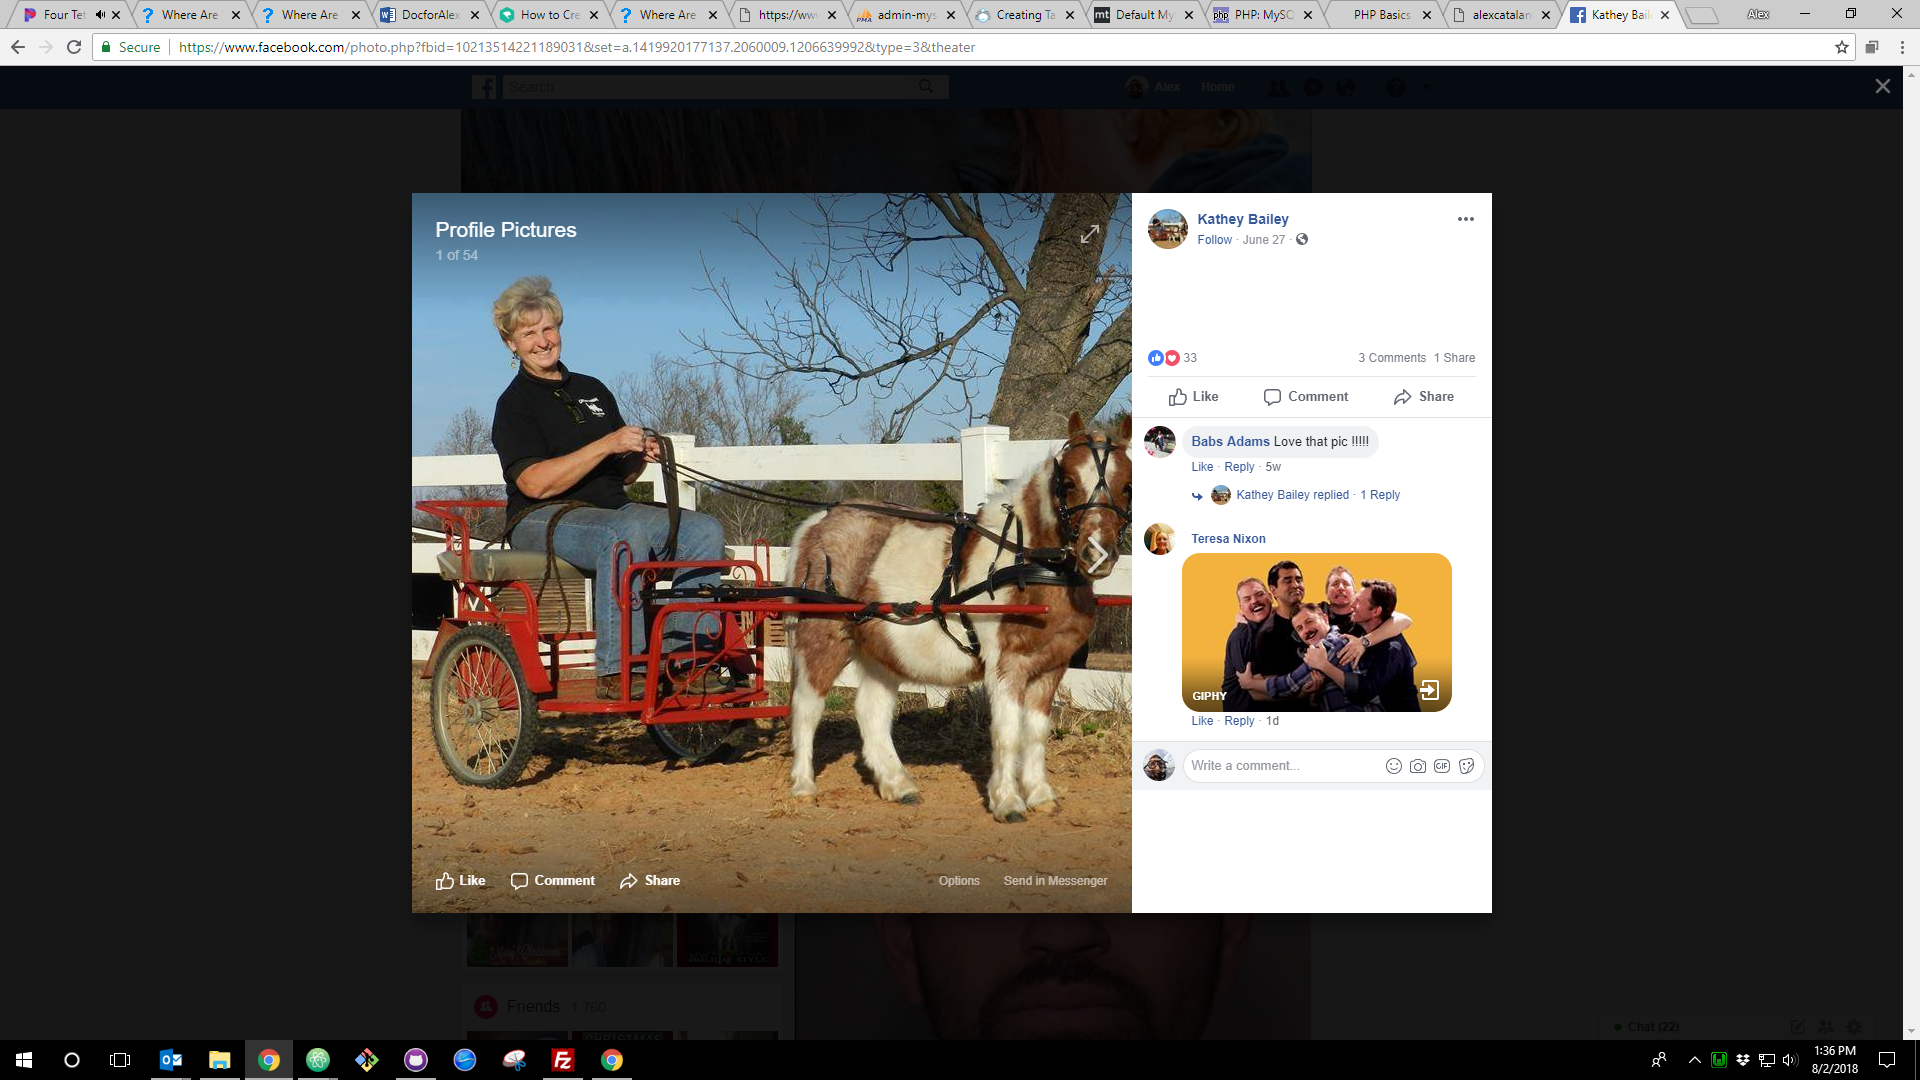 Four Tet
Where Are
Where Are
DocforAlex
How to Cre
Where Are
https://ww
admin-mys
Creating Ta
Default My
PHP: MySQ
PHP Basics
alexcatalan
Kathey Bail
Alex
Secure
https://www.facebook.com/photo.php?fbid=10213514221189031&set=a.1419920177137.2060009.1206639992&type=3&theater
Search
Alex
Home
Profile Pictures
1 of 54
Kathey Bailey
Follow · June 27 ·
33
3 Comments 1 Share
Like
Comment
Share
Babs Adams Love that pic !!!!!
Like · Reply · 5w
Kathey Bailey replied · 1 Reply
Teresa Nixon
GIPHY
Like · Reply · 1d
Write a comment...
GIF
Like
Comment
Share
Options
Send in Messenger
Friends 1,760
Chat (22)
1:36 PM
8/2/2018